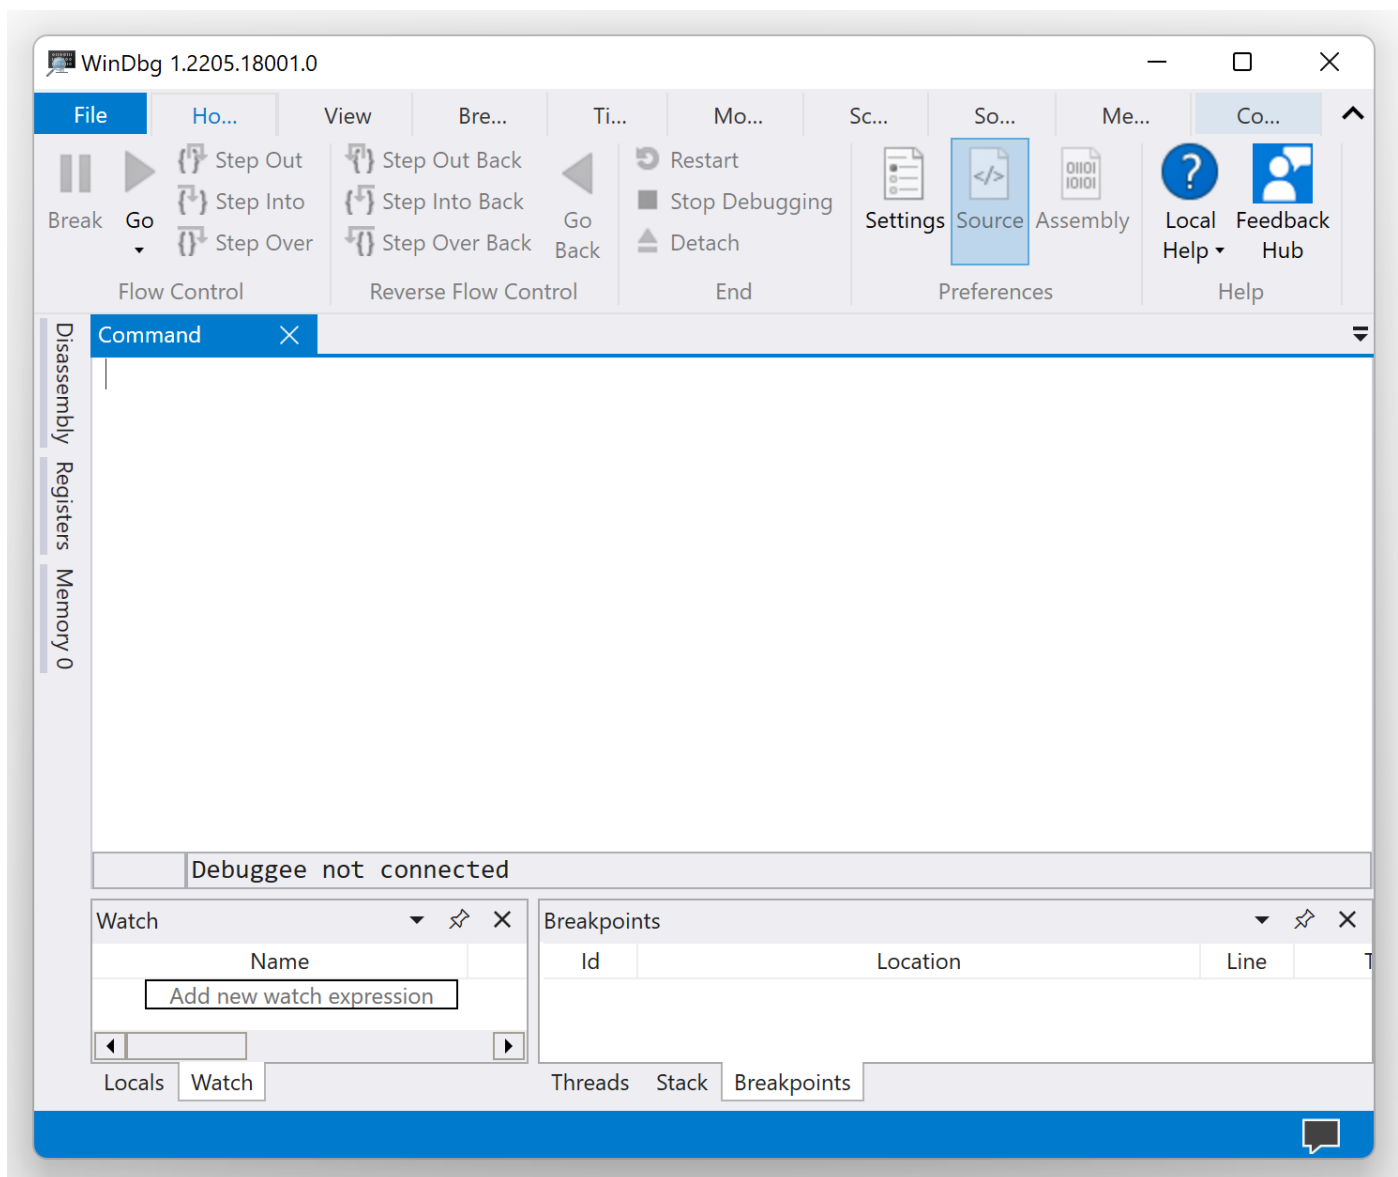 WinDbg 1.2205.18001.0
File Ho... View Bre... Ti... Mo... Sc... So... Me... Co...
Break
Go
Step Out
Step Into
Step Over
Flow Control
Step Out Back
Step Into Back
Step Over Back
Go
Back
Reverse Flow Control
Restart
Stop Debugging
Detach
End
Settings
</>
Source
01101
10101
Assembly
Preferences
?
Local
Help
Feedback
Hub
Help
Disassembly
Registers
Memory 0
Command
Debuggee not connected
Watch
Name
Add new watch expression
Locals Watch
Breakpoints
Id Location Line T
Threads Stack Breakpoints